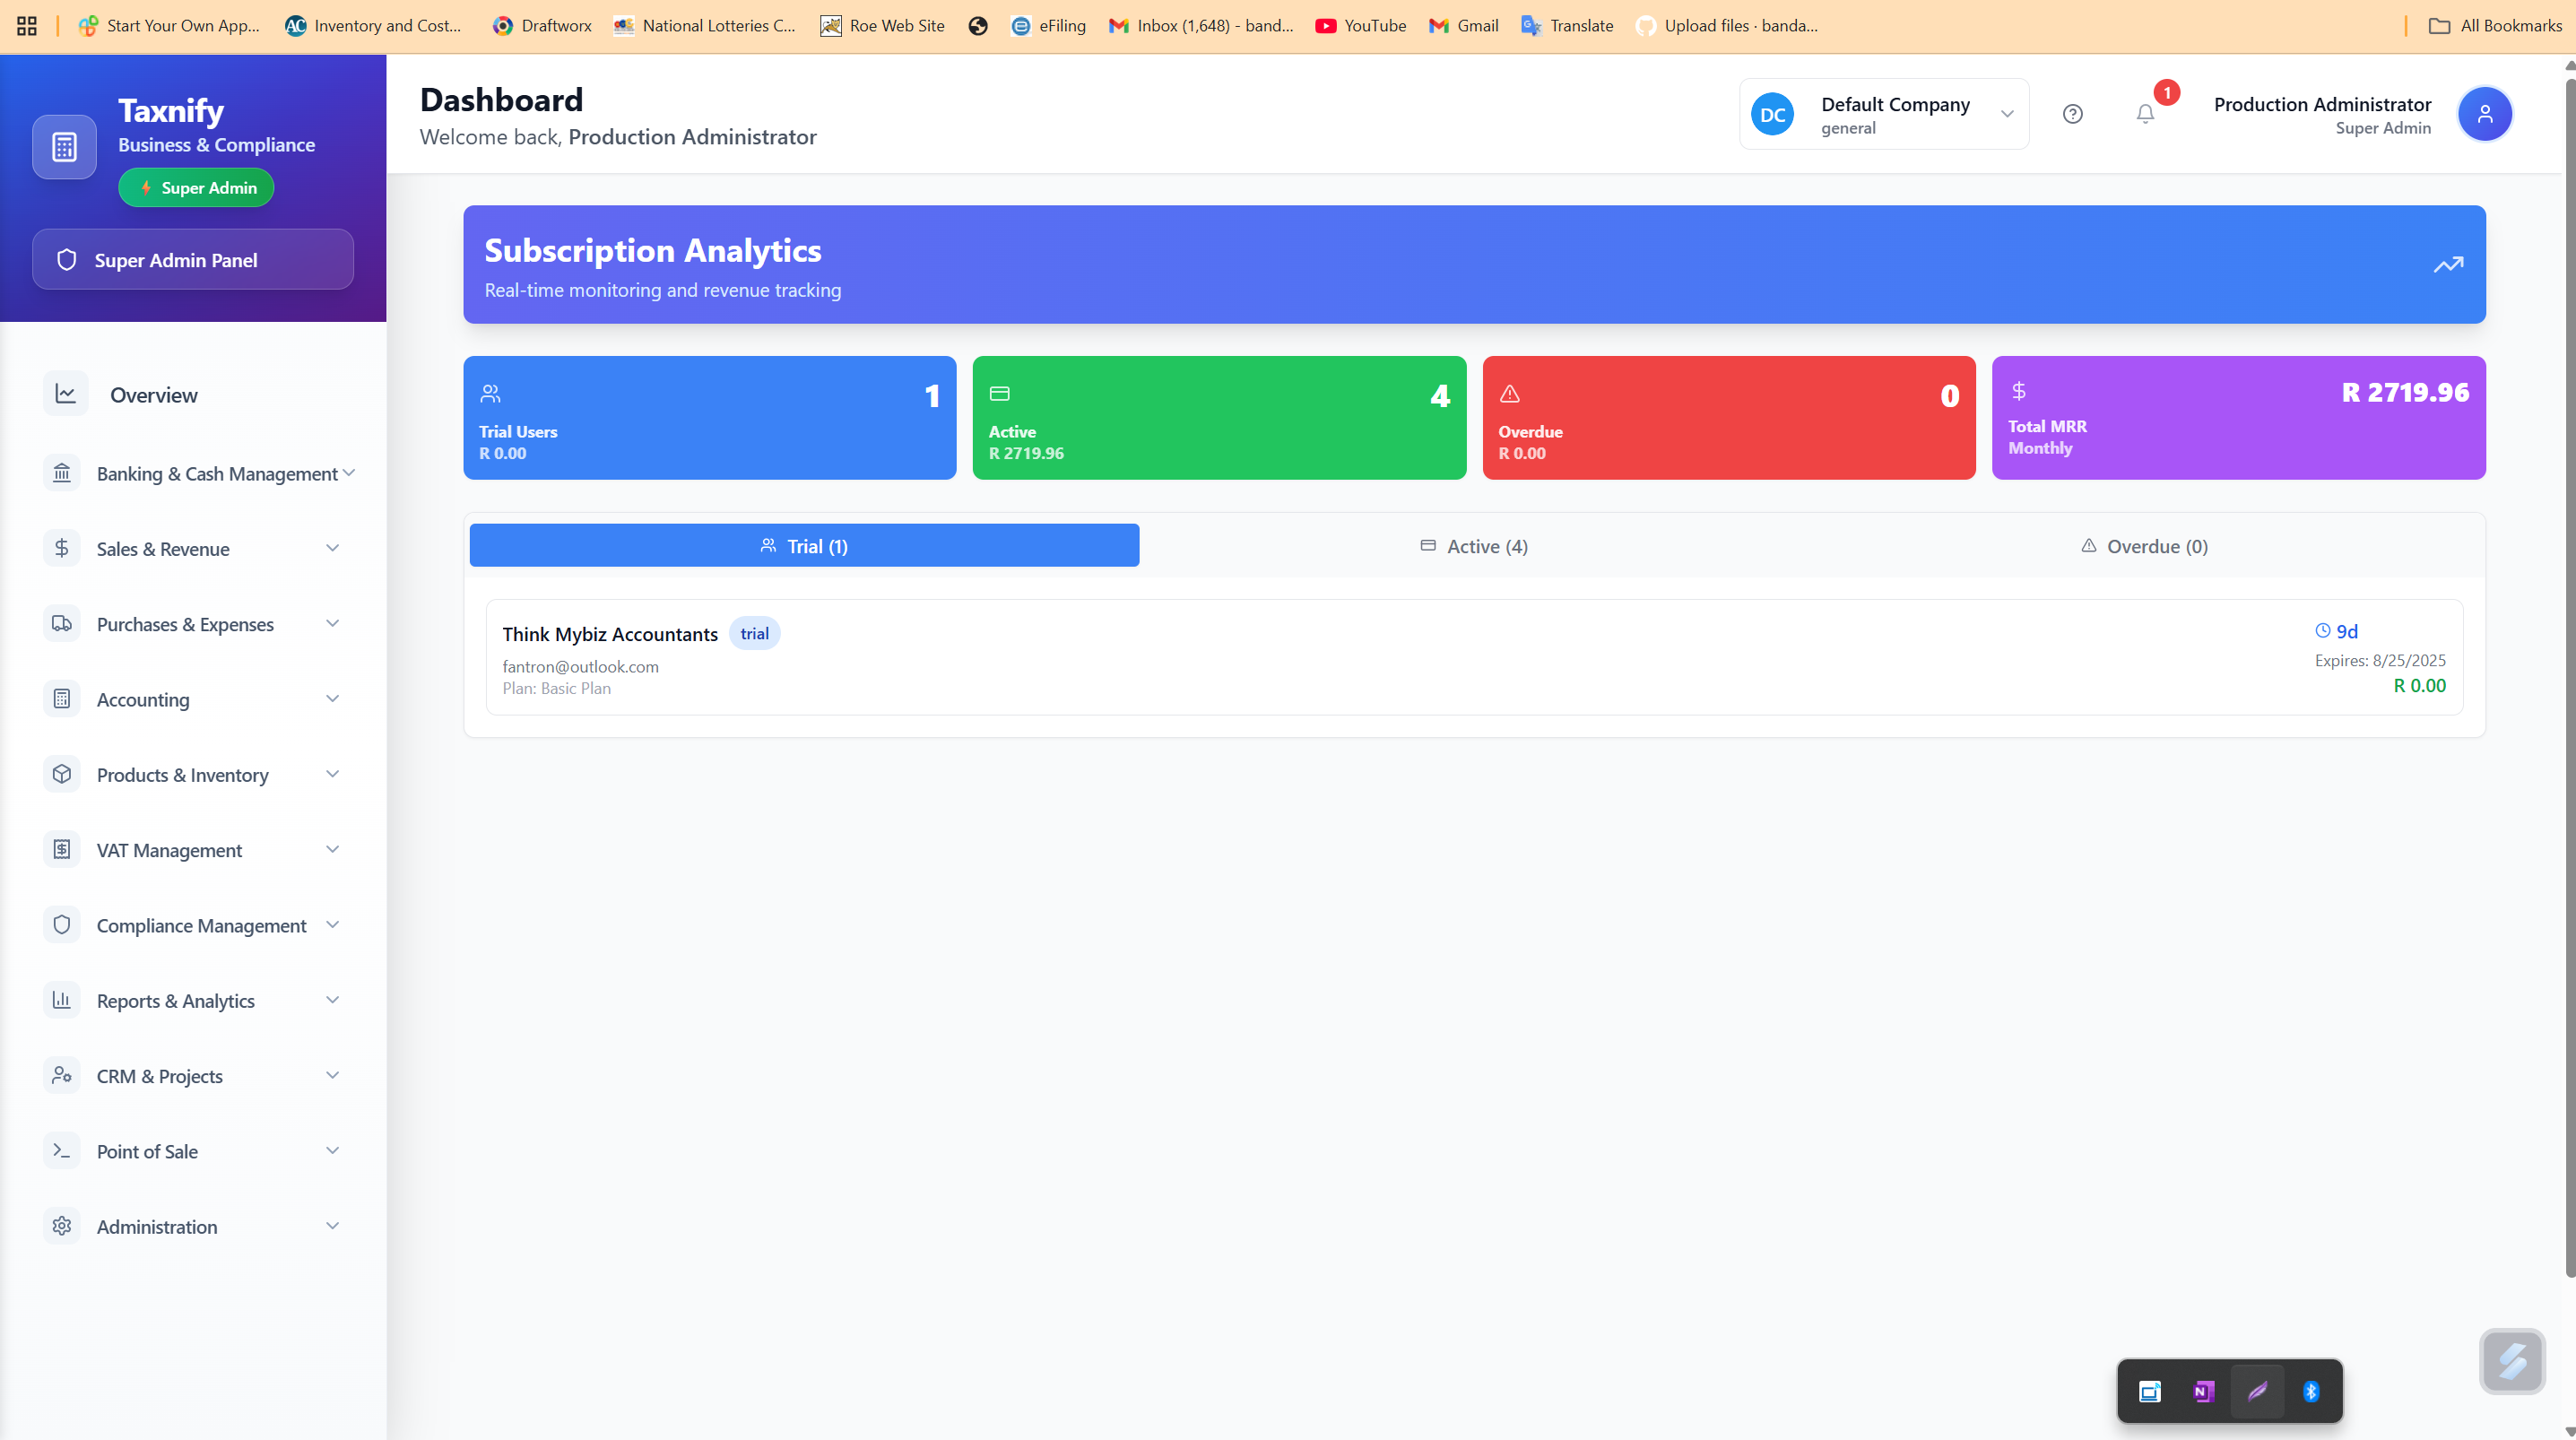 Start Your Own App...
Inventory and Cost...
Draftworx
National Lotteries C...
Roe Web Site
eFiling
Inbox (1,648) - band...
YouTube
Gmail
Translate
Upload files · banda...
All Bookmarks
Taxnify
Business & Compliance
Super Admin
Super Admin Panel
Dashboard
Welcome back, Production Administrator
DC
Default Company
general
1
Production Administrator
Super Admin
Overview
Banking & Cash Management
Sales & Revenue
Purchases & Expenses
Accounting
Products & Inventory
VAT Management
Compliance Management
Reports & Analytics
CRM & Projects
Point of Sale
Administration
Subscription Analytics
Real-time monitoring and revenue tracking
1
Trial Users
R 0.00
4
Active
R 2719.96
0
Overdue
R 0.00
R 2719.96
Total MRR
Monthly
Trial (1)
Active (4)
Overdue (0)
Think Mybiz Accountants
trial
fantron@outlook.com
Plan: Basic Plan
9d
Expires: 8/25/2025
R 0.00